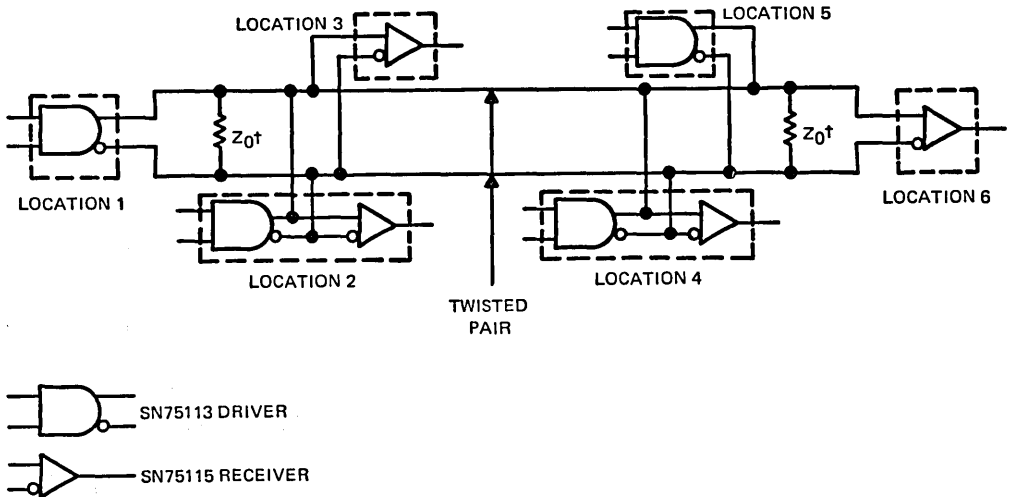 LOCATION 3
LOCATION 5
Z0†
Z0†
LOCATION 1
LOCATION 6
LOCATION 2
LOCATION 4
TWISTED
PAIR
SN75113 DRIVER
SN75115 RECEIVER